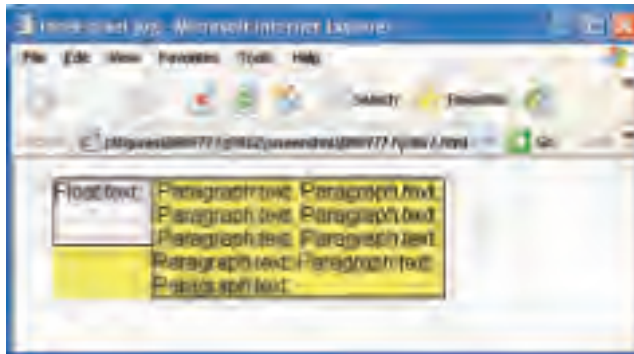 Microsoft Internet Explorer
File Edit View Favorites Tools Help
Search Favorites
Go
Float text. Paragraph text. Paragraph text.
Paragraph text. Paragraph text.
Paragraph text. Paragraph text.
Paragraph text. Paragraph text.
Paragraph text.